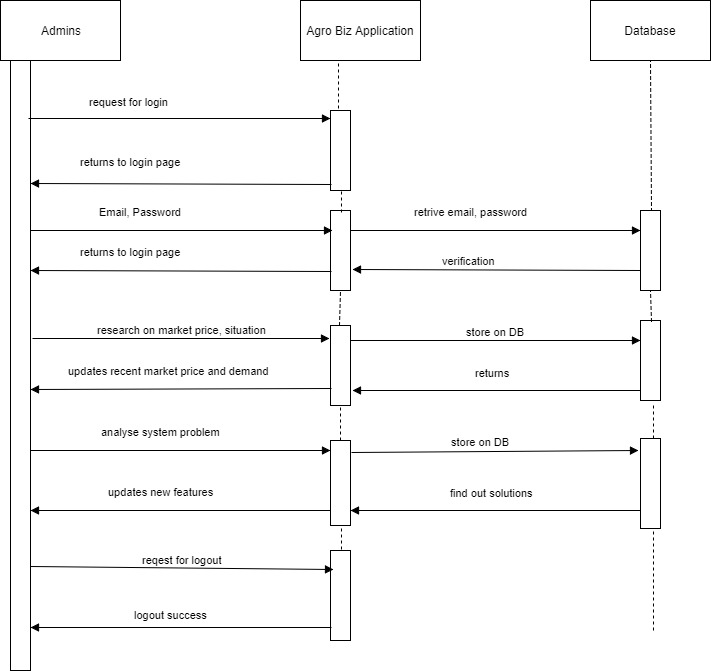 Admins
Agro Biz Application
Database
request for login
returns to login page
Email, Password
retrive email, password
returns to login page
verification
research on market price, situation
store on DB
updates recent market price and demand
returns
analyse system problem
store on DB
updates new features
find out solutions
reqest for logout
logout success